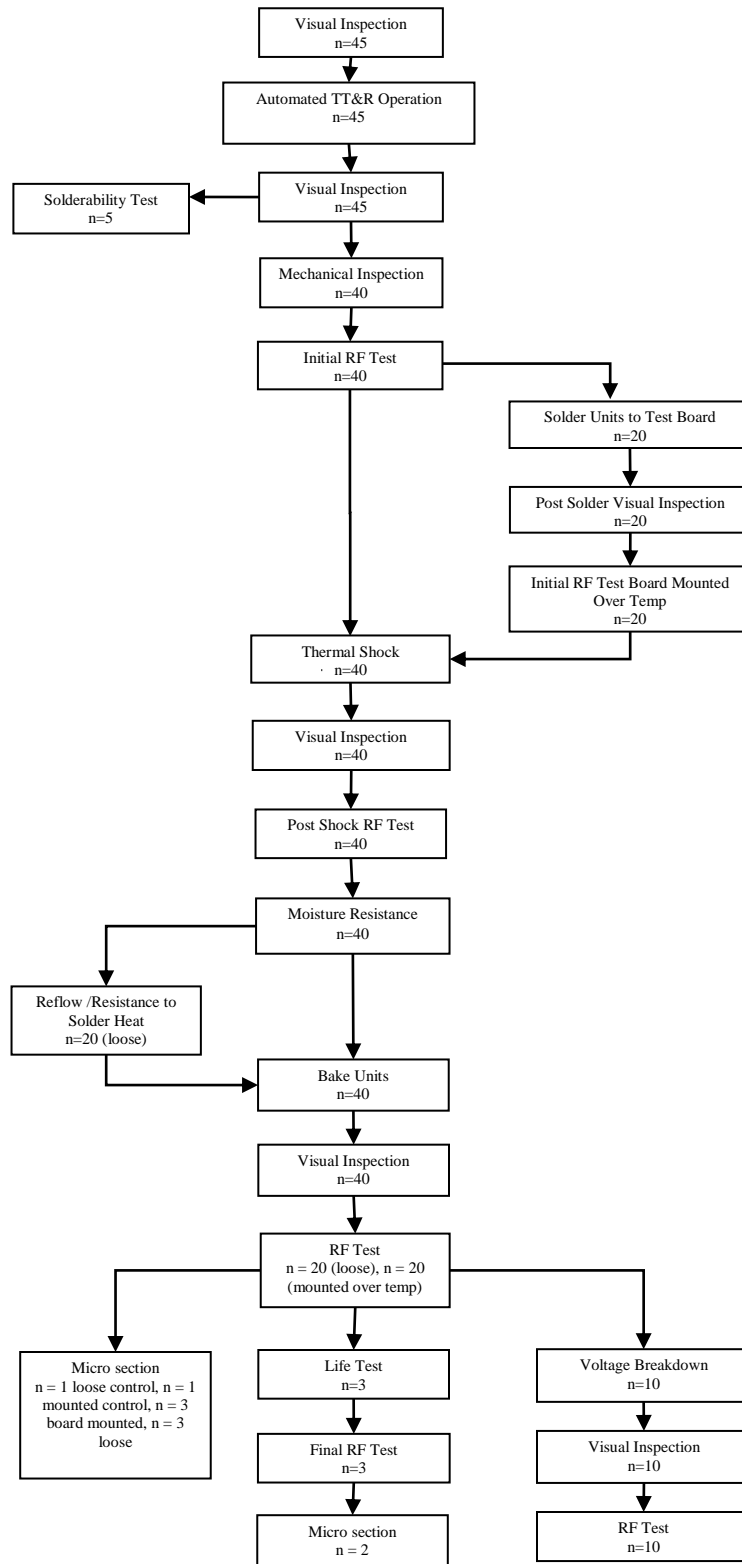 Visual Inspection
n=45
Automated TT&R Operation
n=45
Solderability Test
n=5
Visual Inspection
n=45
Mechanical Inspection
n=40
Initial RF Test
n=40
Solder Units to Test Board
n=20
Post Solder Visual Inspection
n=20
Initial RF Test Board Mounted
Over Temp
n=20
Thermal Shock
· n=40
Visual Inspection
n=40
Post Shock RF Test
n=40
Moisture Resistance
n=40
Reflow /Resistance to
Solder Heat
n=20 (loose)
Bake Units
n=40
Visual Inspection
n=40
RF Test
n = 20 (loose), n = 20
(mounted over temp)
Micro section
n = 1 loose control, n = 1
mounted control, n = 3
board mounted, n = 3
loose
Life Test
n=3
Final RF Test
n=3
Micro section
n = 2
Voltage Breakdown
n=10
Visual Inspection
n=10
RF Test
n=10